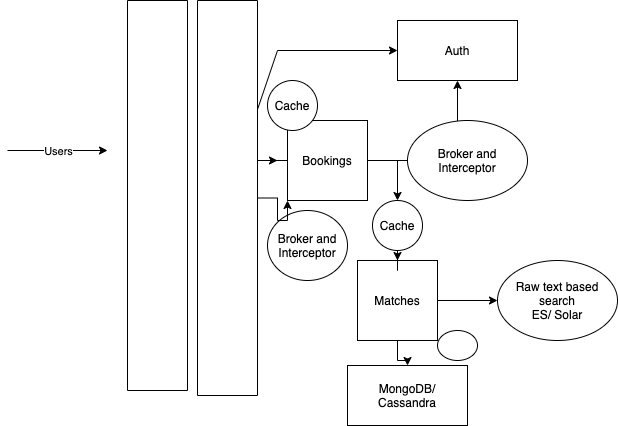 Auth
Cache
Users
Bookings
Broker and
Interceptor
Cache
Broker and
Interceptor
Matches
Raw text based
search
ES/ Solar
MongoDB/
Cassandra